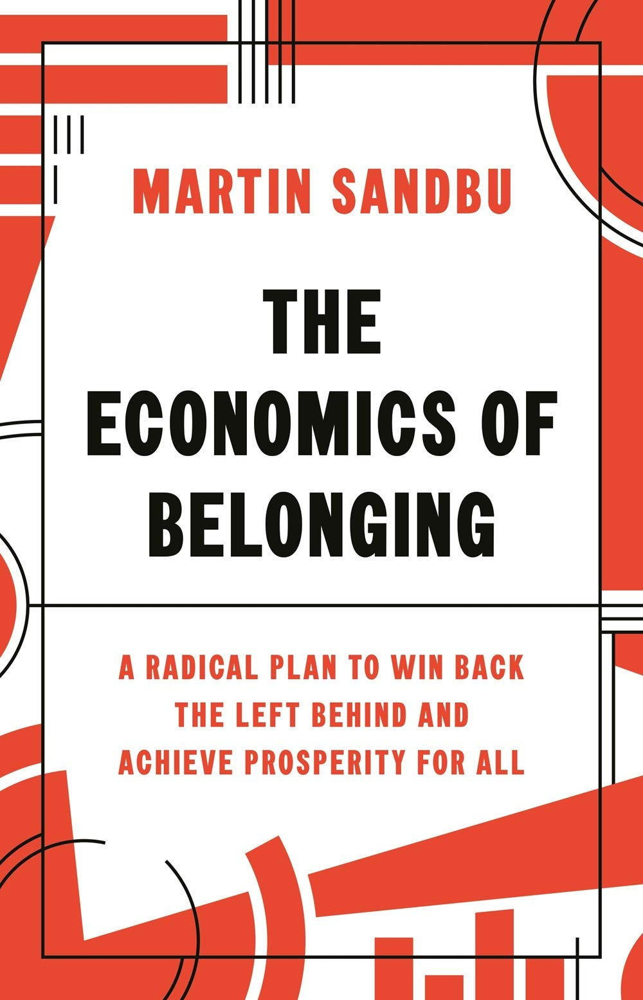 MARTIN SANDBU
THE
ECONOMICS OF
BELONGING
A RADICAL PLAN TO WIN BACK
THE LEFT BEHIND AND
ACHIEVE PROSPERITY FOR ALL